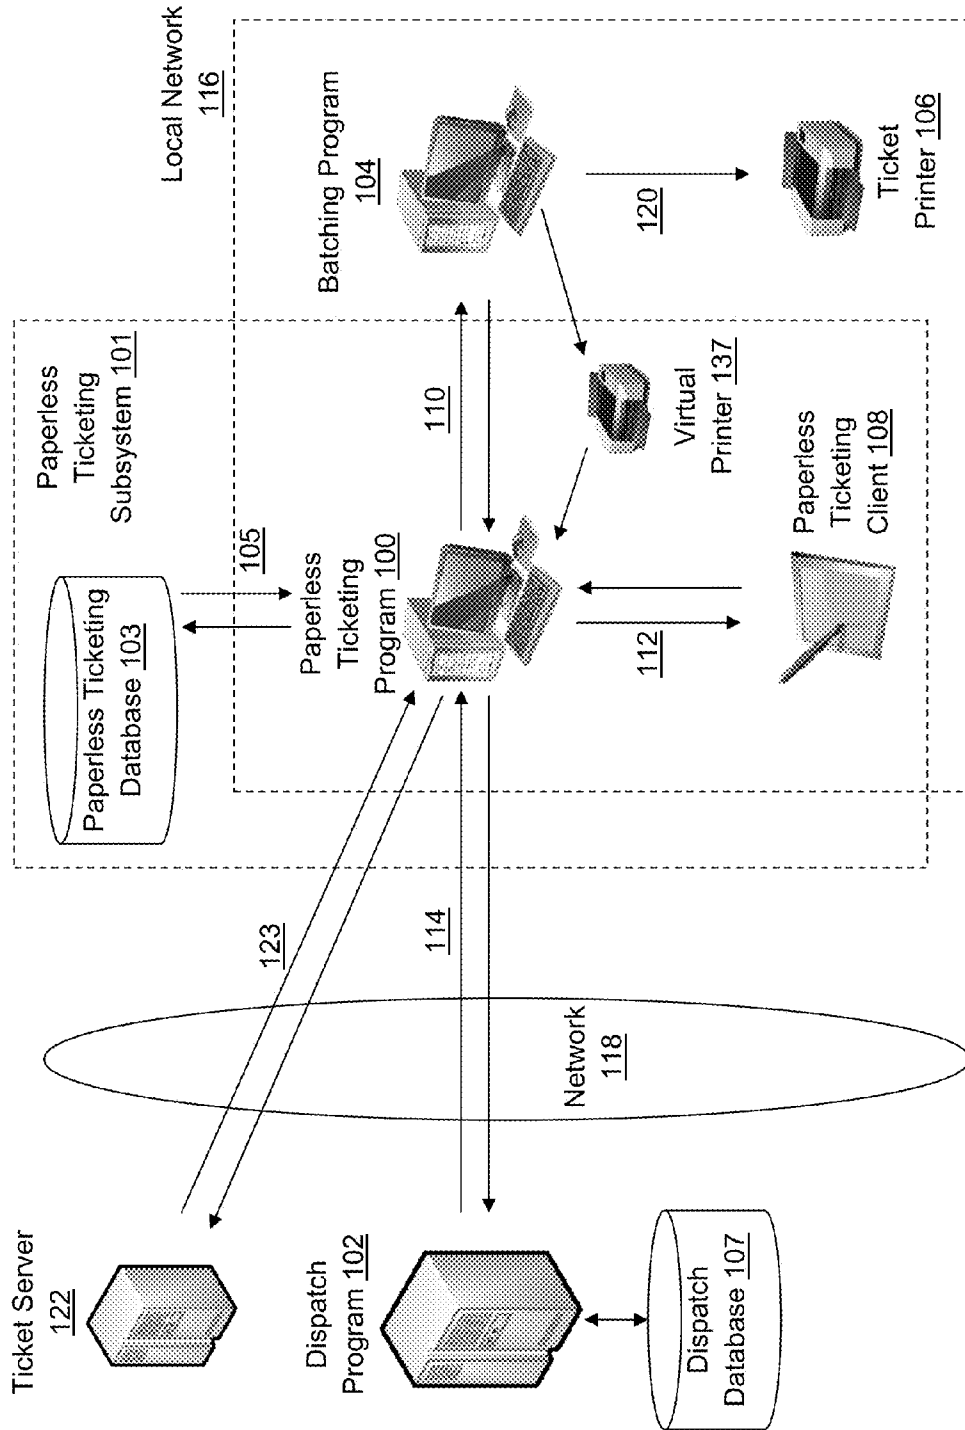 Ticket Server
122
Dispatch
Program 102
Dispatch
Database 107
123
114
Network
118
Paperless Ticketing
Database 103
105
Paperless
Ticketing
Subsystem 101
Paperless
Ticketing
Program 100
110
112
Paperless
Ticketing
Client 108
Virtual
Printer 137
Local Network
116
Batching Program
104
120
Ticket
Printer 106